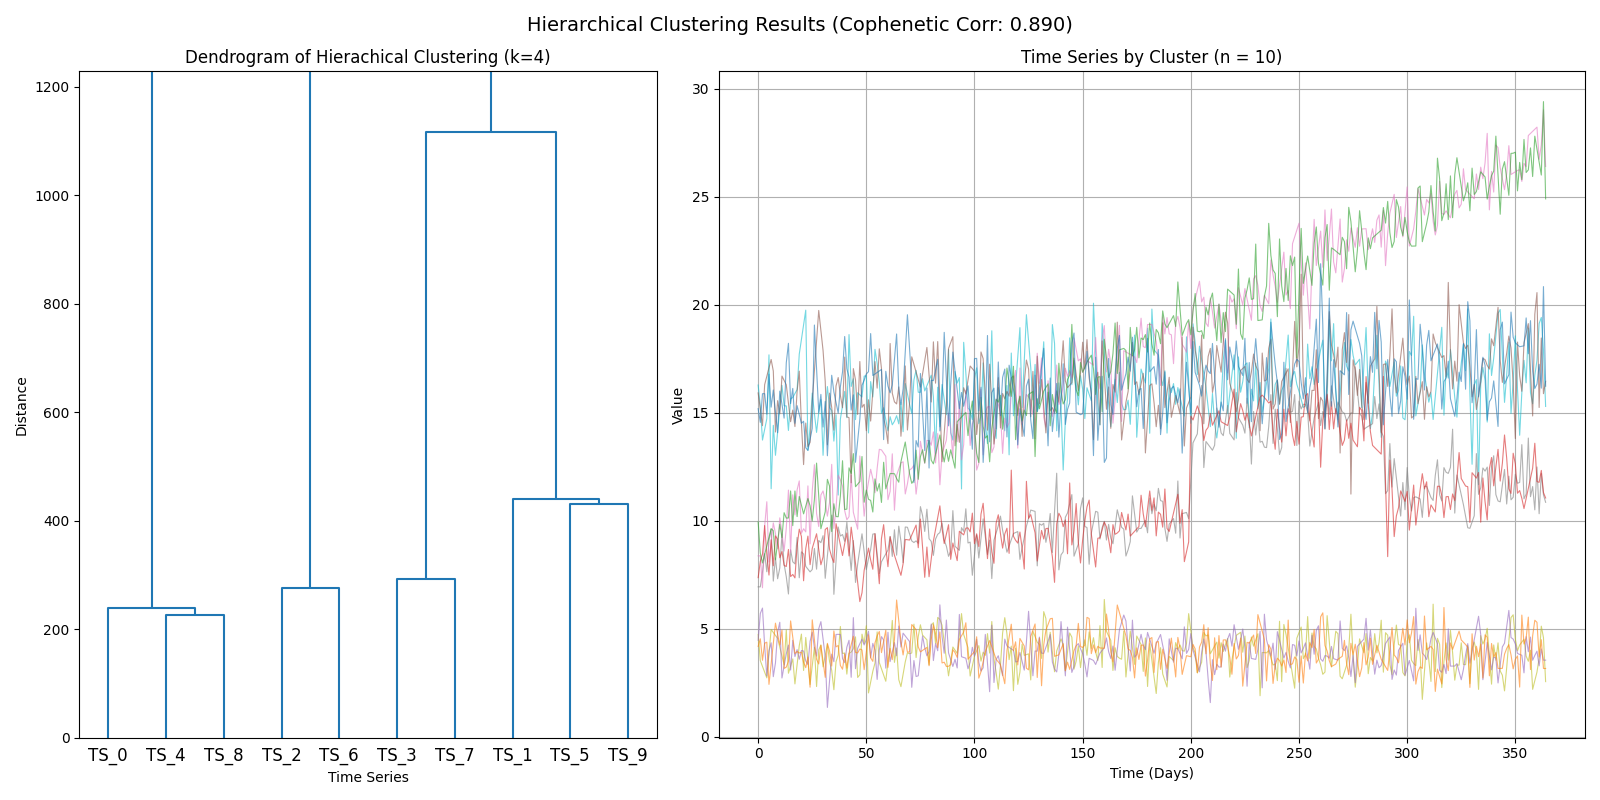 Hierarchical Clustering Results (Cophenetic Corr: 0.890)
Dendrogram of Hierachical Clustering (k=4)
1200
1000
800
600
400
200
0
Distance
TS_0 TS_4 TS_8 TS_2 TS_6 TS_3 TS_7 TS_1 TS_5 TS_9
Time Series
Time Series by Cluster (n = 10)
30
25
20
15
10
5
0
Value
0 50 100 150 200 250 300 350
Time (Days)